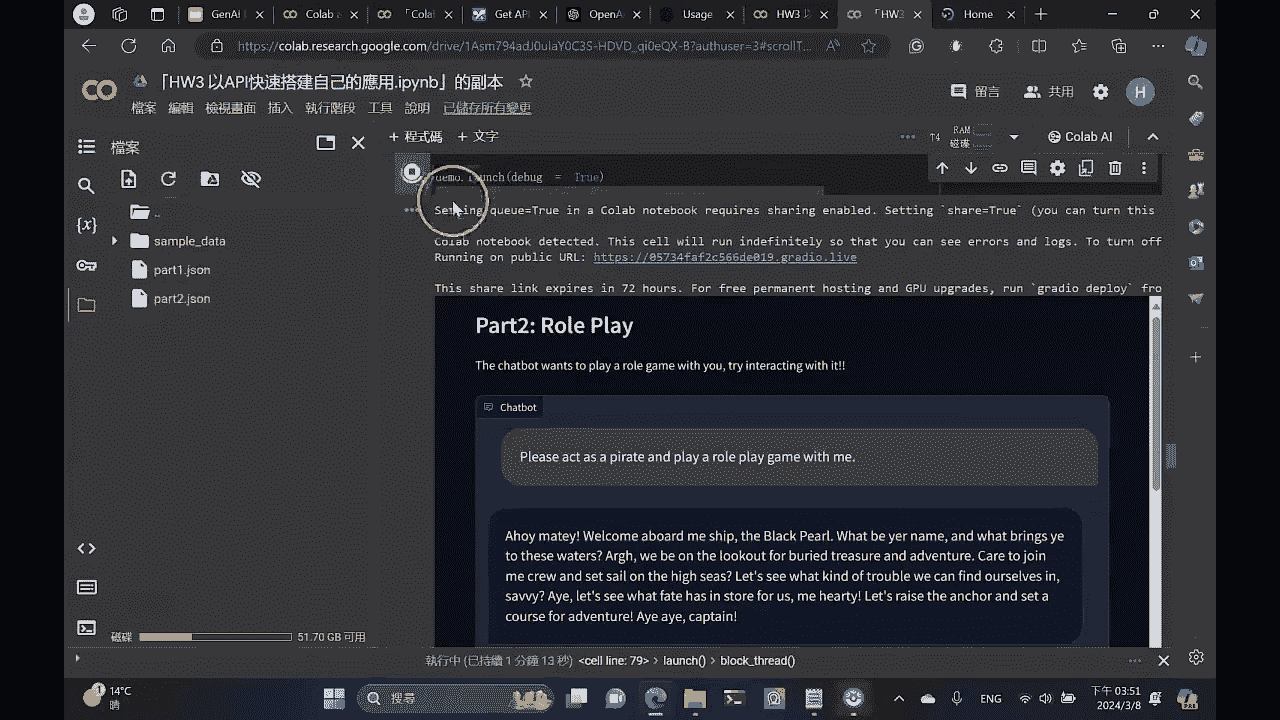 GenAI
Colab a
「Colal
Get API
OpenA
Usage
HW3 以
「HW3
Home
https://colab.research.google.com/drive/1Asm794adJ0ulaY0C3S-HDVD_qi0eQX-B?authuser=3#scrollT...
「HW3 以API快速搭建自己的應用.ipynb」的副本
檔案 編輯 檢視畫面 插入 執行階段 工具 說明 已儲存所有變更
留言 共用 H
檔案
+ 程式碼 + 文字
T4 RAM 磁碟 Colab AI
..
sample_data
part1.json
part2.json
磁碟 51.70 GB 可用
demo.launch(debug = True)
Setting queue=True in a Colab notebook requires sharing enabled. Setting `share=True` (you can turn this
Colab notebook detected. This cell will run indefinitely so that you can see errors and logs. To turn off
Running on public URL: https://05734faf2c566de019.gradio.live
This share link expires in 72 hours. For free permanent hosting and GPU upgrades, run `gradio deploy` fro
Part2: Role Play
The chatbot wants to play a role game with you, try interacting with it!!
Chatbot
Please act as a pirate and play a role play game with me.
Ahoy matey! Welcome aboard me ship, the Black Pearl. What be yer name, and what brings ye
to these waters? Argh, we be on the lookout for buried treasure and adventure. Care to join
me crew and set sail on the high seas? Let's see what kind of trouble we can find ourselves in,
savvy? Aye, let's see what fate has in store for us, me hearty! Let's raise the anchor and set a
course for adventure! Aye aye, captain!
執行中 (已持續 1 分鐘 13 秒) <cell line: 79> > launch() > block_thread()
14°C
晴
搜尋
ENG
下午 03:51
2024/3/8